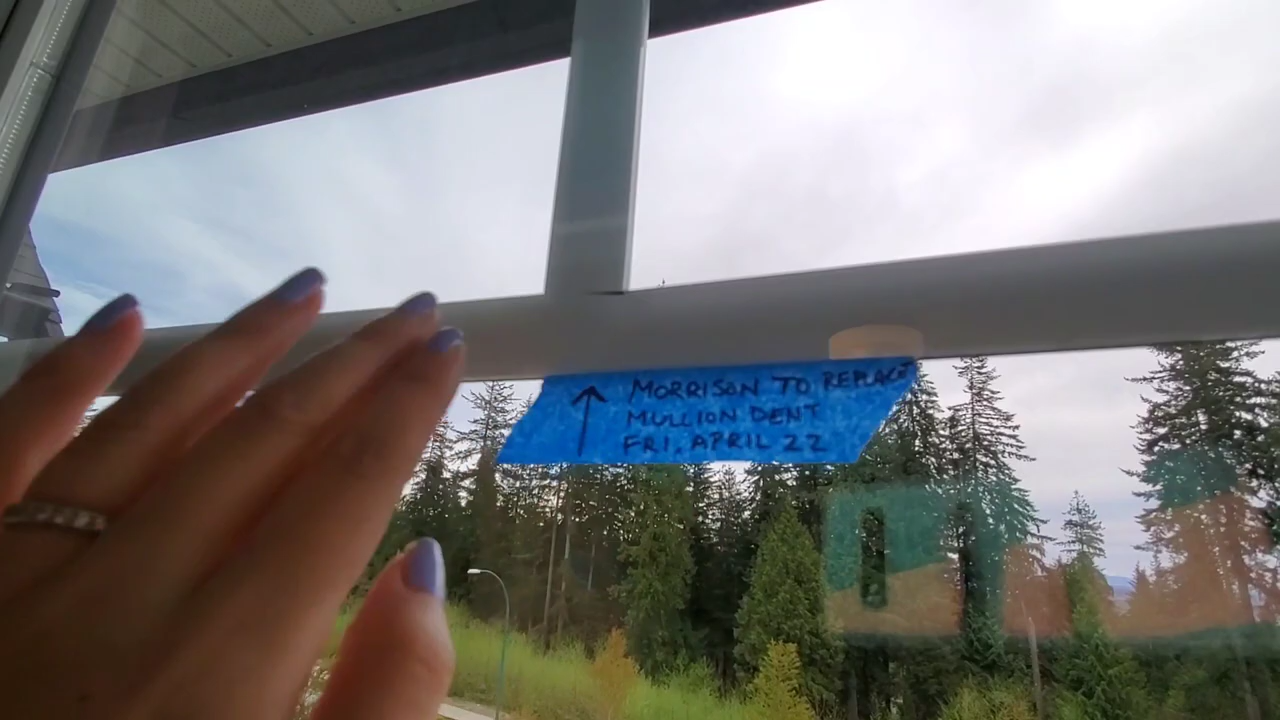 MORRISON TO REPLACE
MULLION DENT
FRI, APRIL 22